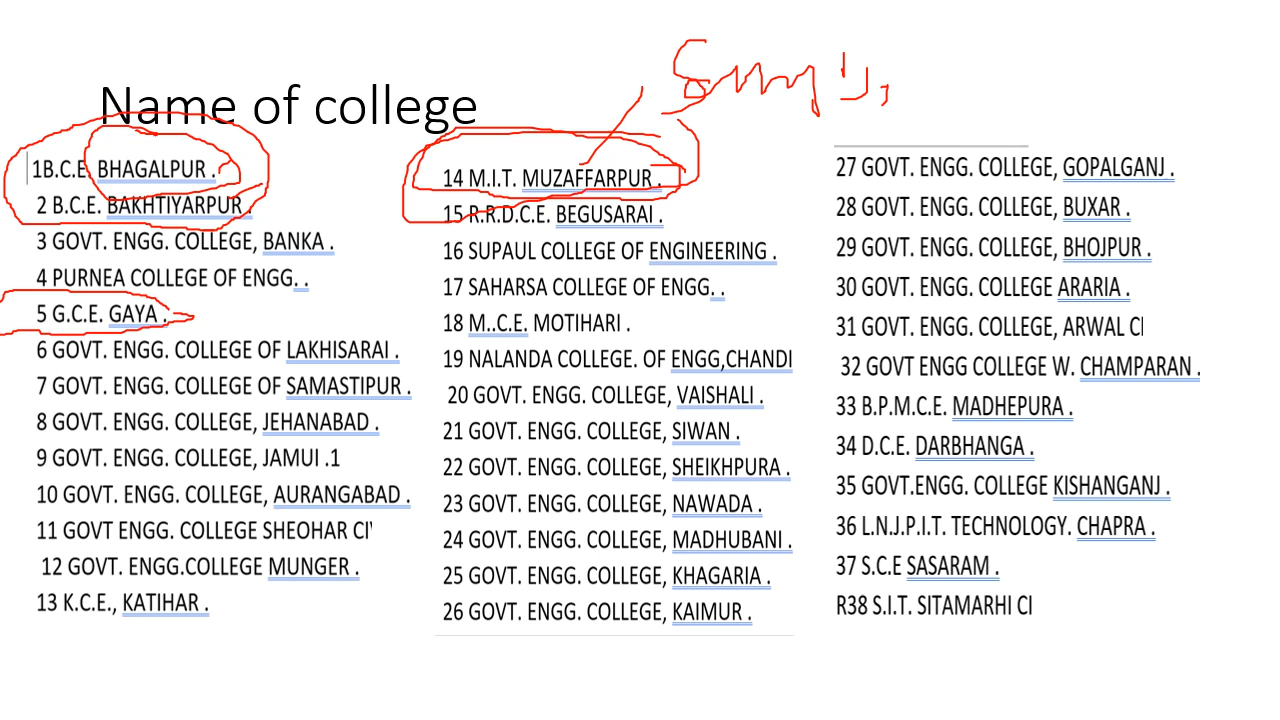 Name of college
1B.C.E. BHAGALPUR .
2 B.C.E. BAKHTIYARPUR .
3 GOVT. ENGG. COLLEGE, BANKA .
4 PURNEA COLLEGE OF ENGG. .
5 G.C.E. GAYA .
6 GOVT. ENGG. COLLEGE OF LAKHISARAI .
7 GOVT. ENGG. COLLEGE OF SAMASTIPUR .
8 GOVT. ENGG. COLLEGE, JEHANABAD .
9 GOVT. ENGG. COLLEGE, JAMUI .1
10 GOVT. ENGG. COLLEGE, AURANGABAD .
11 GOVT ENGG. COLLEGE SHEOHAR
12 GOVT. ENGG.COLLEGE MUNGER .
13 K.C.E., KATIHAR .
14 M.I.T. MUZAFFARPUR .
15 R.R.D.C.E. BEGUSARAI .
16 SUPAUL COLLEGE OF ENGINEERING .
17 SAHARSA COLLEGE OF ENGG. .
18 M..C.E. MOTIHARI .
19 NALANDA COLLEGE. OF ENGG,CHANDI
20 GOVT. ENGG. COLLEGE, VAISHALI .
21 GOVT. ENGG. COLLEGE, SIWAN .
22 GOVT. ENGG. COLLEGE, SHEIKHPURA .
23 GOVT. ENGG. COLLEGE, NAWADA .
24 GOVT. ENGG. COLLEGE, MADHUBANI .
25 GOVT. ENGG. COLLEGE, KHAGARIA .
26 GOVT. ENGG. COLLEGE, KAIMUR .
27 GOVT. ENGG. COLLEGE, GOPALGANJ .
28 GOVT. ENGG. COLLEGE, BUXAR .
29 GOVT. ENGG. COLLEGE, BHOJPUR .
30 GOVT. ENGG. COLLEGE ARARIA .
31 GOVT. ENGG. COLLEGE, ARWAL
32 GOVT ENGG COLLEGE W. CHAMPARAN .
33 B.P.M.C.E. MADHEPURA .
34 D.C.E. DARBHANGA .
35 GOVT.ENGG. COLLEGE KISHANGANJ .
36 L.N.J.P.I.T. TECHNOLOGY. CHAPRA .
37 S.C.E SASARAM .
R38 S.I.T. SITAMARHI